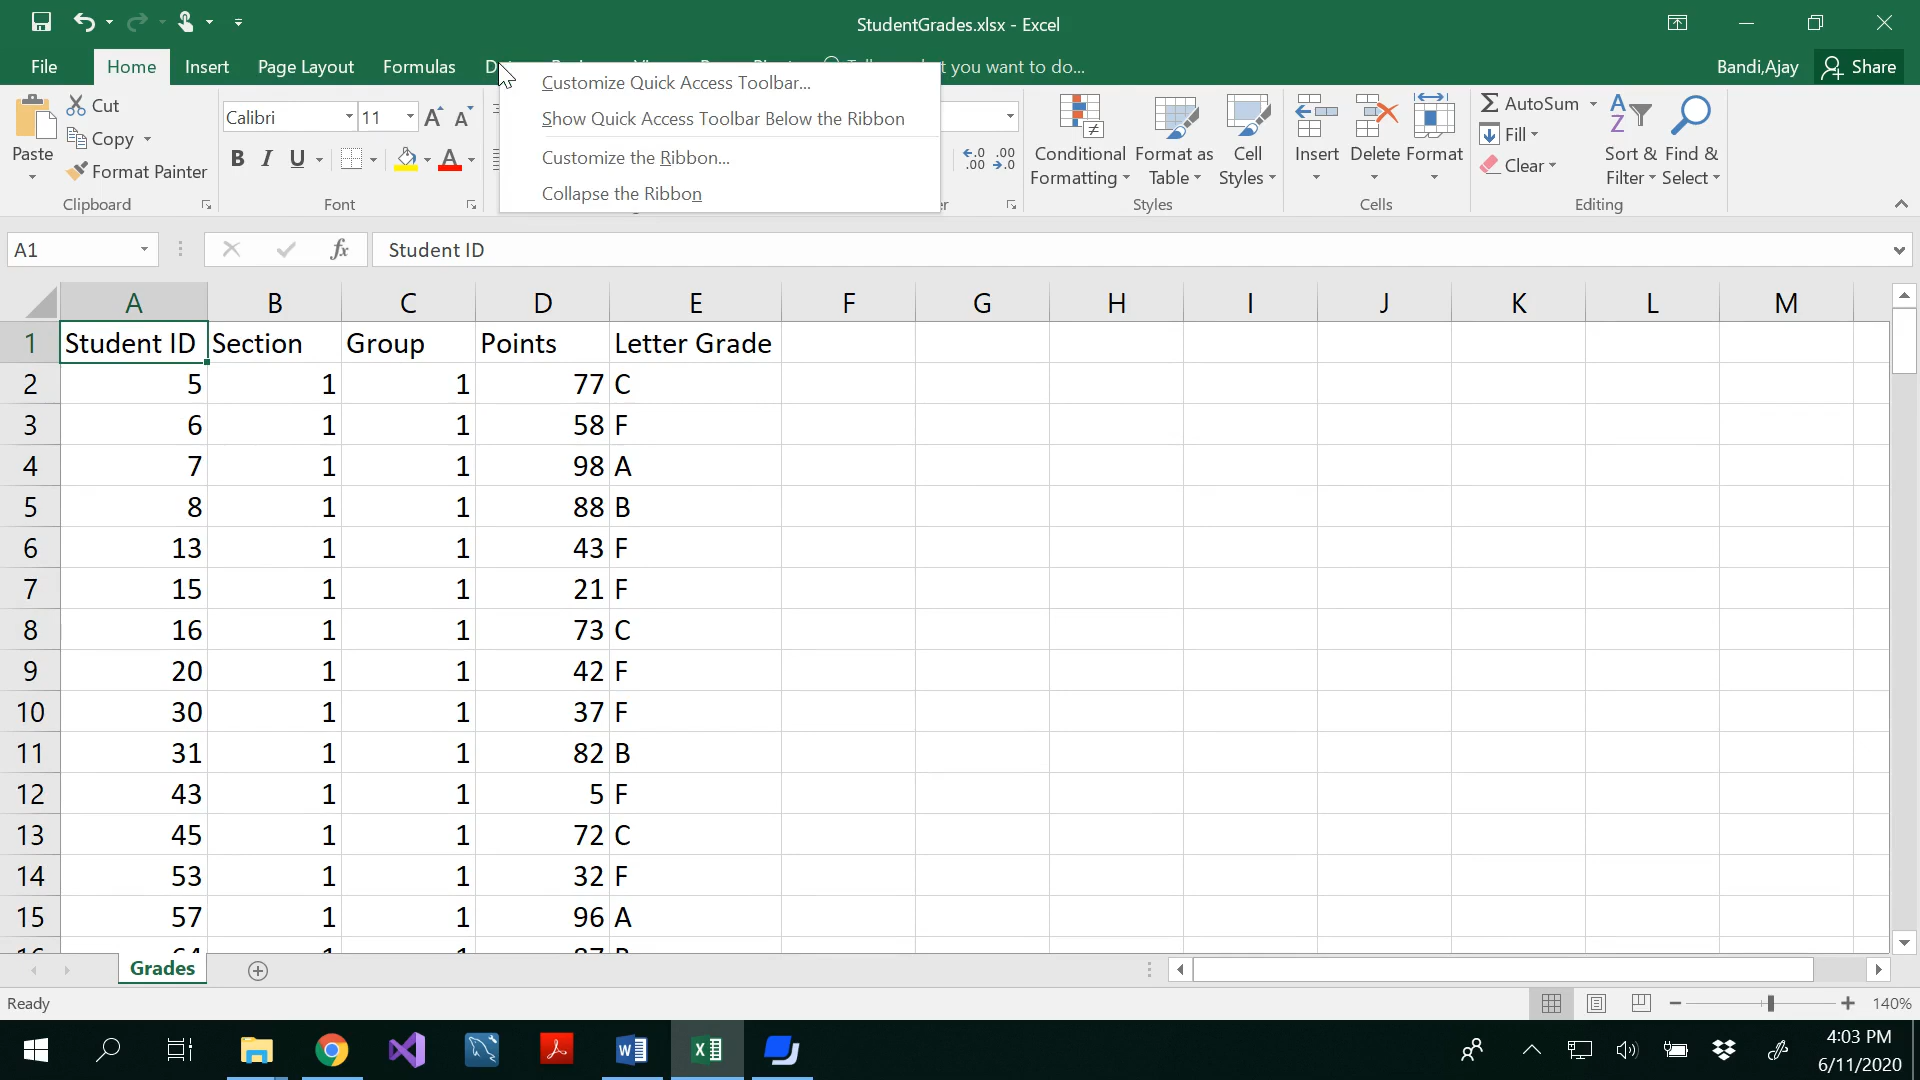 StudentGrades.xlsx - Excel
File Home Insert Page Layout Formulas you want to do... Bandi,Ajay Share
Customize Quick Access Toolbar...
Show Quick Access Toolbar Below the Ribbon
Customize the Ribbon...
Collapse the Ribbon
Paste
Cut
Copy
Format Painter
Clipboard
Calibri 11
B I U
Font
Conditional Formatting
Format as Table
Cell Styles
Styles
Insert
Delete
Format
Cells
AutoSum
Fill
Clear
Sort & Filter
Find & Select
Editing
A1 fx Student ID
A B C D E F G H I J K L M
1 Student ID Section Group Points Letter Grade
2 5 1 1 77 C
3 6 1 1 58 F
4 7 1 1 98 A
5 8 1 1 88 B
6 13 1 1 43 F
7 15 1 1 21 F
8 16 1 1 73 C
9 20 1 1 42 F
10 30 1 1 37 F
11 31 1 1 82 B
12 43 1 1 5 F
13 45 1 1 72 C
14 53 1 1 32 F
15 57 1 1 96 A
Grades
Ready 140%
4:03 PM
6/11/2020